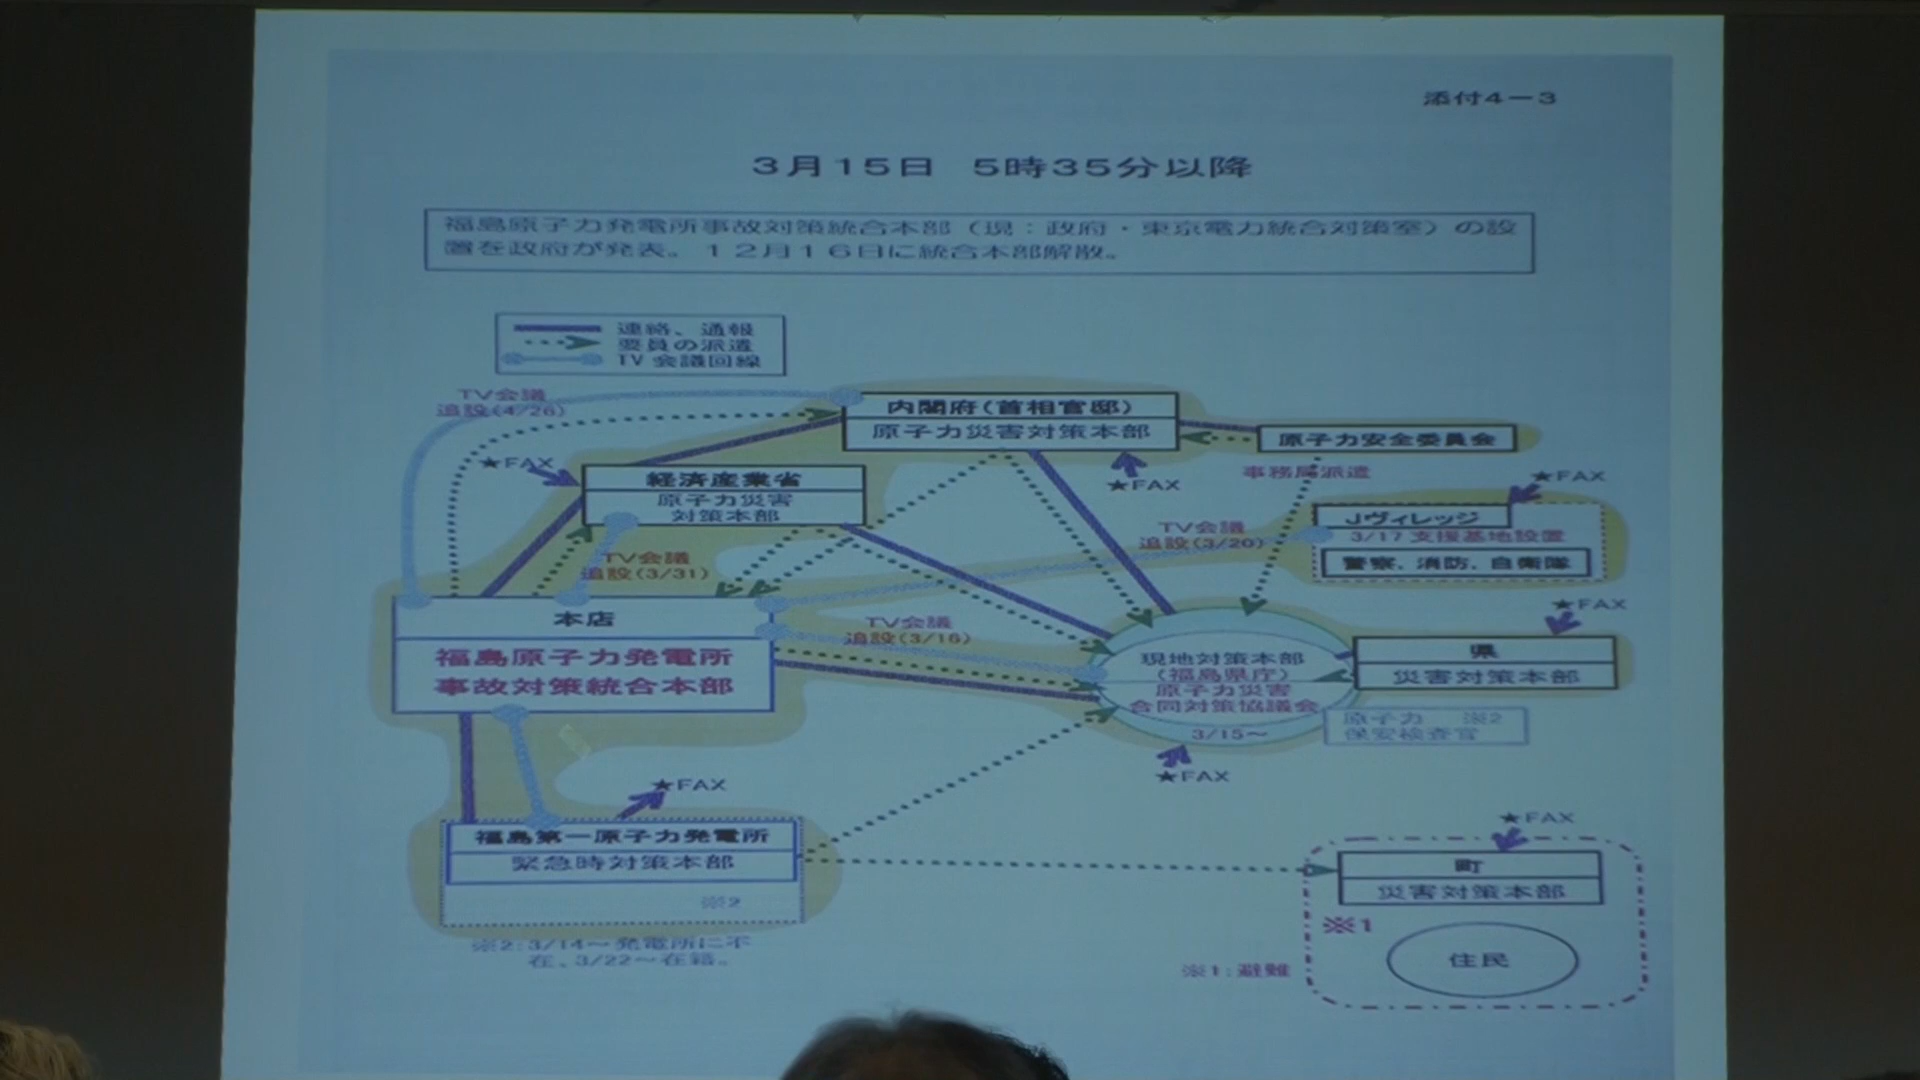 添付4－3
3月15日　5時35分以降
福島原子力発電所事故対策統合本部（現：政府・東京電力統合対策室）の設
置を政府が発表。12月16日に統合本部解散。
連絡、通報
要員の派遣
TV会議回線
TV会議
追設(4/26)
内閣府(首相官邸)
原子力災害対策本部
原子力安全委員会
★FAX
経済産業省
原子力災害
対策本部
★FAX
事務局派遣
★FAX
Jヴィレッジ
3/17支援基地設置
警察、消防、自衛隊
TV会議
追設(3/20)
TV会議
追設(3/31)
本店
福島原子力発電所
事故対策統合本部
TV会議
追設(3/16)
★FAX
現地対策本部
(福島県庁)
原子力災害
合同対策協議会
3/15～
県
災害対策本部
原子力　※2
保安検査官
★FAX
★FAX
福島第一原子力発電所
緊急時対策本部
※2
※2:3/14～発電所に不
在、3/22～在籍。
★FAX
町
災害対策本部
※1
住民
※1:避難